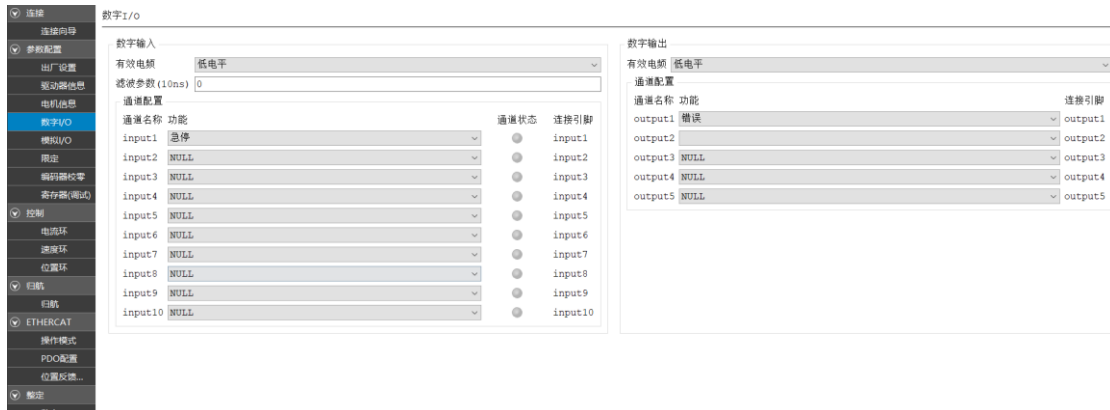 连接
连接向导
参数配置
出厂设置
驱动器信息
电机信息
数字I/O
模拟I/O
限定
编码器校零
寄存器(调试)
控制
电流环
速度环
位置环
归航
归航
ETHERCAT
操作模式
PDO配置
位置反馈...
整定
数字I/O
数字输入
有效电频 低电平
滤波参数(10ns) 0
通道配置
通道名称 功能 通道状态 连接引脚
input1 急停 input1
input2 NULL input2
input3 NULL input3
input4 NULL input4
input5 NULL input5
input6 NULL input6
input7 NULL input7
input8 NULL input8
input9 NULL input9
input10 NULL input10
数字输出
有效电频 低电平
通道配置
通道名称 功能 连接引脚
output1 错误 output1
output2 output2
output3 NULL output3
output4 NULL output4
output5 NULL output5